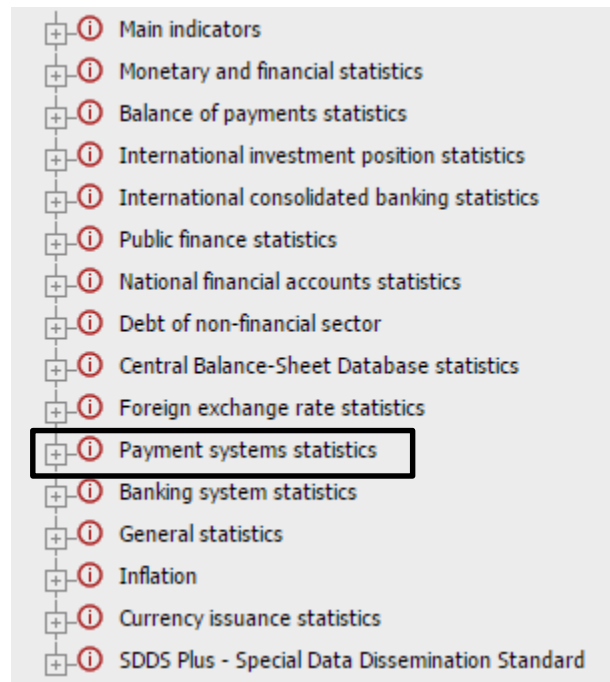 Main indicators
Monetary and financial statistics
Balance of payments statistics
International investment position statistics
International consolidated banking statistics
Public finance statistics
National financial accounts statistics
Debt of non-financial sector
Central Balance-Sheet Database statistics
Foreign exchange rate statistics
Payment systems statistics
Banking system statistics
General statistics
Inflation
Currency issuance statistics
SDDS Plus - Special Data Dissemination Standard